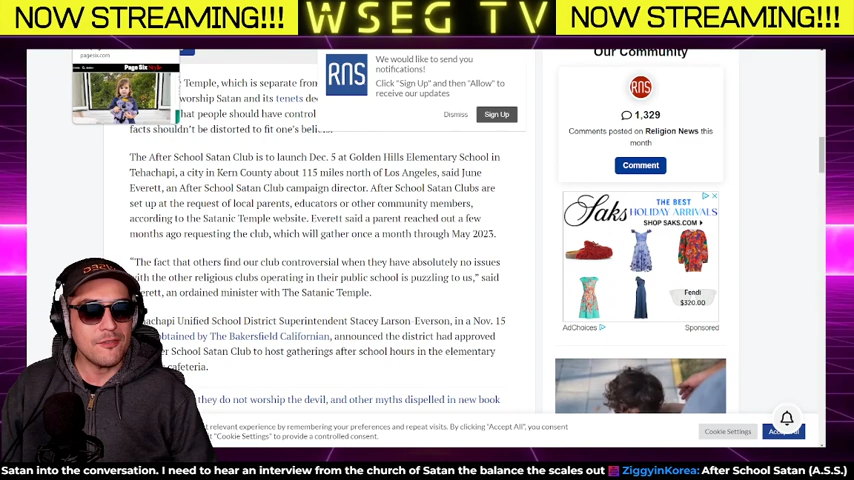 NOW STREAMING!!!
WSEG TV
NOW STREAMING!!!
pagesix.com
Page Six
RNS
We would like to send you
notifications!
Click "Sign Up" and then "Allow" to
receive our updates
Dismiss
Sign Up
Temple, which is separate from
worship Satan and its tenets
hat people should have control
facts shouldn't be distorted to fit one's
The After School Satan Club is to launch Dec. 5 at Golden Hills Elementary School in
Tehachapi, a city in Kern County about 115 miles north of Los Angeles, said June
Everett, an After School Satan Club campaign director. After School Satan Clubs are
set up at the request of local parents, educators or other community members,
according to the Satanic Temple website. Everett said a parent reached out a few
months ago requesting the club, which will gather once a month through May 2023.
"The fact that others find our club controversial when they have absolutely no issues
with the other religious clubs operating in their public school is puzzling to us," said
Everett, an ordained minister with The Satanic Temple.
hachapi Unified School District Superintendent Stacey Larson-Everson, in a Nov. 15
obtained by The Bakersfield Californian, announced the district had approved
er School Satan Club to host gatherings after school hours in the elementary
cafeteria.
they do not worship the devil, and other myths dispelled in new book
Our Community
RNS
1,329
Comments posted on Religion News this
month
Comment
Saks
THE BEST
HOLIDAY ARRIVALS
SHOP SAKS.COM
Fendi
$320.00
AdChoices
Sponsored
relevant experience by remembering your preferences and repeat visits. By clicking "Accept All", you consent
"Cookie Settings" to provide a controlled consent.
Cookie Settings
Satan into the conversation. I need to hear an interview from the church of Satan the balance the scales out ZiggyinKorea: After School Satan (A.S.S.)